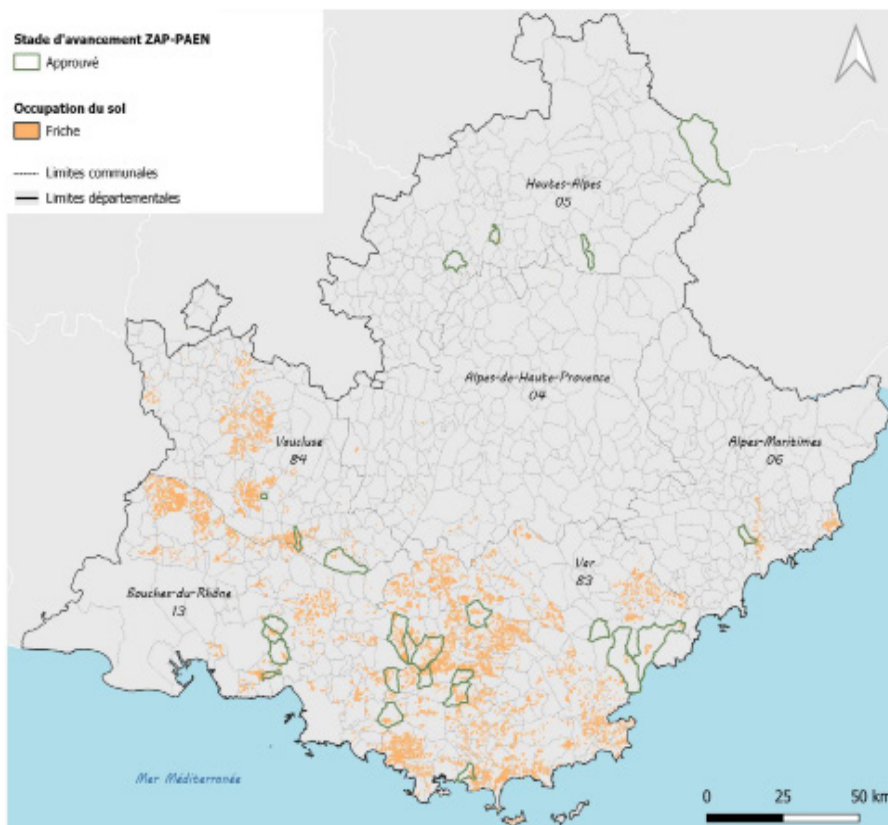 Stade d'avancement ZAP-PAEN
Approuvé
Occupation du sol
Friche
Limites communales
Limites départementales
Hautes-Alpes
05
Alpes-de-Haute-Provence
04
Vaucluse
84
Alpes-Maritimes
06
Var
83
Bouches-du-Rhône
13
Mer Méditerranée
0 25 50 km